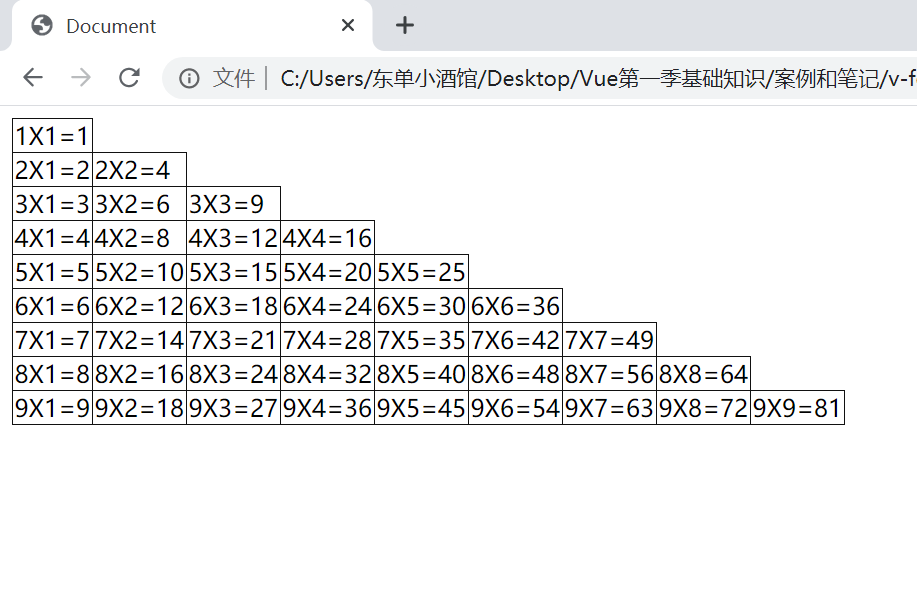 Document
文件 C:/Users/东单小酒馆/Desktop/Vue第一季基础知识/案例和笔记/v-f
1X1=1
2X1=2 2X2=4
3X1=3 3X2=6 3X3=9
4X1=4 4X2=8 4X3=12 4X4=16
5X1=5 5X2=10 5X3=15 5X4=20 5X5=25
6X1=6 6X2=12 6X3=18 6X4=24 6X5=30 6X6=36
7X1=7 7X2=14 7X3=21 7X4=28 7X5=35 7X6=42 7X7=49
8X1=8 8X2=16 8X3=24 8X4=32 8X5=40 8X6=48 8X7=56 8X8=64
9X1=9 9X2=18 9X3=27 9X4=36 9X5=45 9X6=54 9X7=63 9X8=72 9X9=81